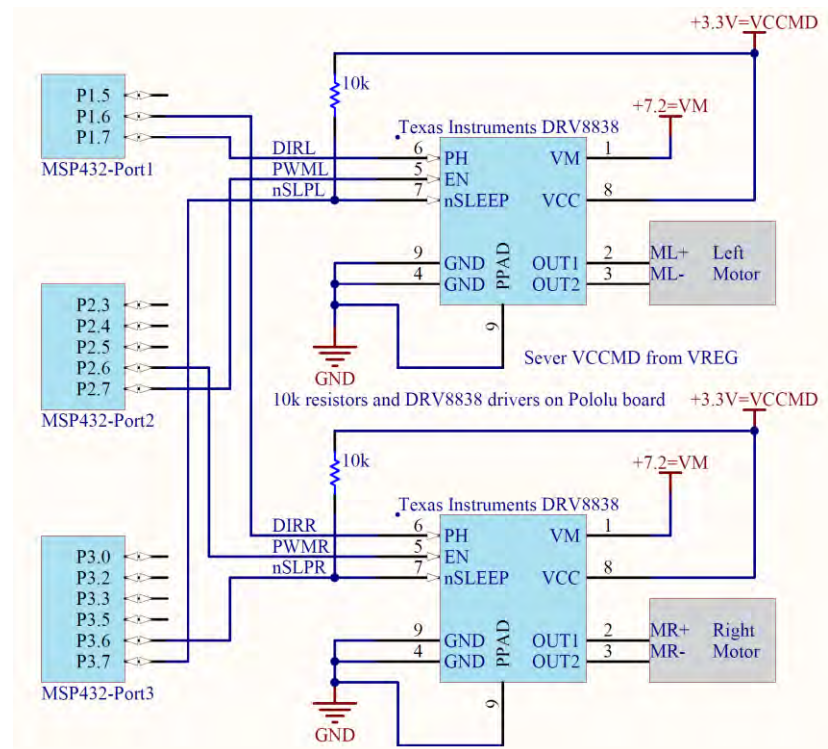 +3.3V=VCCMD
10k
+7.2=VM
P1.5
P1.6
P1.7
MSP432-Port1
Texas Instruments DRV8838
DIRL
PWML
nSLPL
6
5
7
PH
EN
nSLEEP
VM
VCC
1
8
9
4
GND
GND
PPAD
OUT1
OUT2
2
3
ML+ Left
ML- Motor
9
GND
Sever VCCMD from VREG
P2.3
P2.4
P2.5
P2.6
P2.7
MSP432-Port2
10k resistors and DRV8838 drivers on Pololu board
+3.3V=VCCMD
10k
+7.2=VM
Texas Instruments DRV8838
DIRR
PWMR
nSLPR
6
5
7
PH
EN
nSLEEP
VM
VCC
1
8
P3.0
P3.2
P3.3
P3.5
P3.6
P3.7
MSP432-Port3
9
4
GND
GND
PPAD
OUT1
OUT2
2
3
MR+ Right
MR- Motor
9
GND